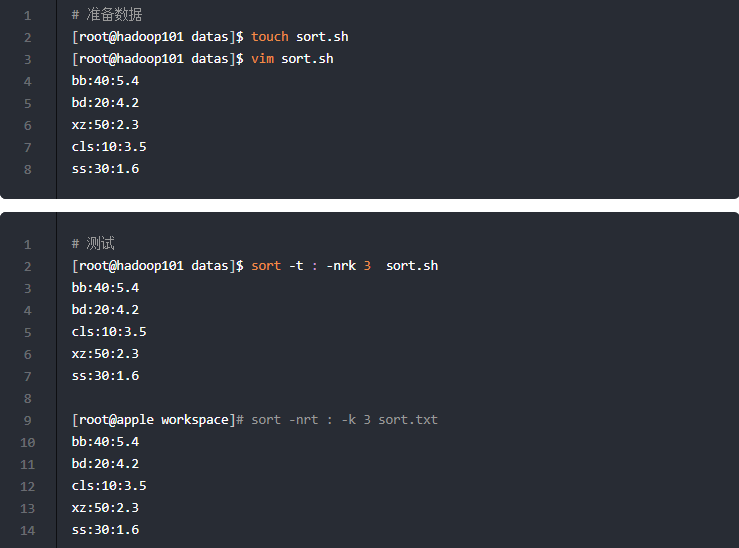 1 # 准备数据
2 [root@hadoop101 datas]$ touch sort.sh
3 [root@hadoop101 datas]$ vim sort.sh
4 bb:40:5.4
5 bd:20:4.2
6 xz:50:2.3
7 cls:10:3.5
8 ss:30:1.6
1 # 测试
2 [root@hadoop101 datas]$ sort -t : -nrk 3  sort.sh
3 bb:40:5.4
4 bd:20:4.2
5 cls:10:3.5
6 xz:50:2.3
7 ss:30:1.6
8
9 [root@apple workspace]# sort -nrt : -k 3 sort.txt
10 bb:40:5.4
11 bd:20:4.2
12 cls:10:3.5
13 xz:50:2.3
14 ss:30:1.6